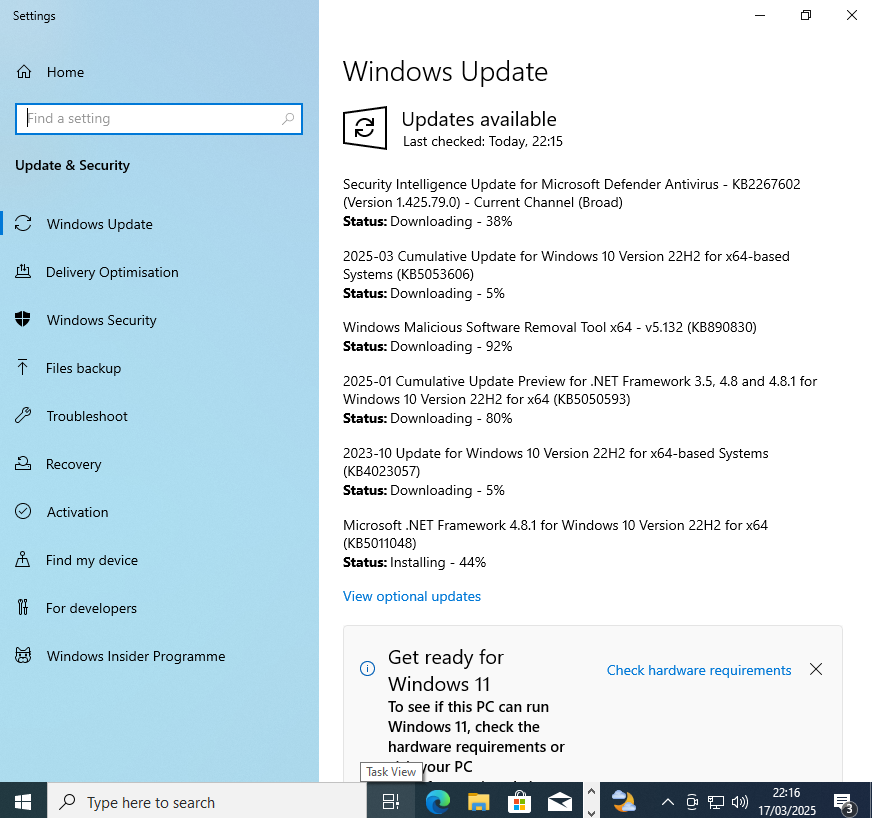 Settings
Home
Find a setting
Update & Security
Windows Update
Delivery Optimisation
Windows Security
Files backup
Troubleshoot
Recovery
Activation
Find my device
For developers
Windows Insider Programme
Windows Update
Updates available
Last checked: Today, 22:15
Security Intelligence Update for Microsoft Defender Antivirus - KB2267602
(Version 1.425.79.0) - Current Channel (Broad)
Status: Downloading - 38%
2025-03 Cumulative Update for Windows 10 Version 22H2 for x64-based
Systems (KB5053606)
Status: Downloading - 5%
Windows Malicious Software Removal Tool x64 - v5.132 (KB890830)
Status: Downloading - 92%
2025-01 Cumulative Update Preview for .NET Framework 3.5, 4.8 and 4.8.1 for
Windows 10 Version 22H2 for x64 (KB5050593)
Status: Downloading - 80%
2023-10 Update for Windows 10 Version 22H2 for x64-based Systems
(KB4023057)
Status: Downloading - 5%
Microsoft .NET Framework 4.8.1 for Windows 10 Version 22H2 for x64
(KB5011048)
Status: Installing - 44%
View optional updates
Get ready for
Windows 11
To see if this PC can run
Windows 11, check the
hardware requirements or
your PC
Check hardware requirements
Task View
Type here to search
22:16
17/03/2025
3